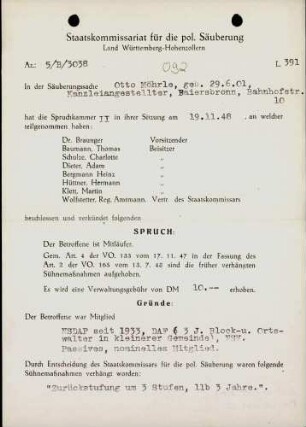 Staatskommissariat für die pol. Säuberung
Land Württemberg-Hohenzollern
Az: 5/B/3038
092
L 391
In der Säuberungssache Otto Möhrle, geb. 29.6.01,
Kanzleiangestellter, Baiersbronn, Bahnhofstr.
10
hat die Spruchkammer II in ihrer Sitzung am 19.11.48 an welcher
teilgenommen haben:
Dr. Braunger Vorsitzender
Baumann, Thomas Beisitzer
Schulze, Charlotte „
Dieter, Adam „
Bergmann Heinz „
Hüttner, Hermann „
Klett, Martin „
Wolfstetter, Reg. Amtmann. Vertr. des Staatskommissars
beschlossen und verkündet folgenden
SPRUCH:
Der Betroffene ist Mitläufer.
Gem. Art. 4 der VO. 133 vom 17. 11. 47 in der Fassung des
Art. 2 der VO. 165 vom 13. 7. 48 sind die früher verhängten
Sühnemaßnahmen aufgehoben.
Es wird eine Verwaltungsgebühr von DM 10.-- erhoben.
Gründe:
Der Betroffene war Mitglied
NSDAP seit 1933, DAF 6 3 J. Block-u. Orts-
walter in kleinerer Gemeinde), NSV.
Passives, nominelles Mitglied.
Durch Entscheidung des Staatskommissars für die pol. Säuberung waren folgende
Sühnemaßnahmen verhängt worden:
"Zurückstufung um 3 Stufen, llb 3 Jahre.".